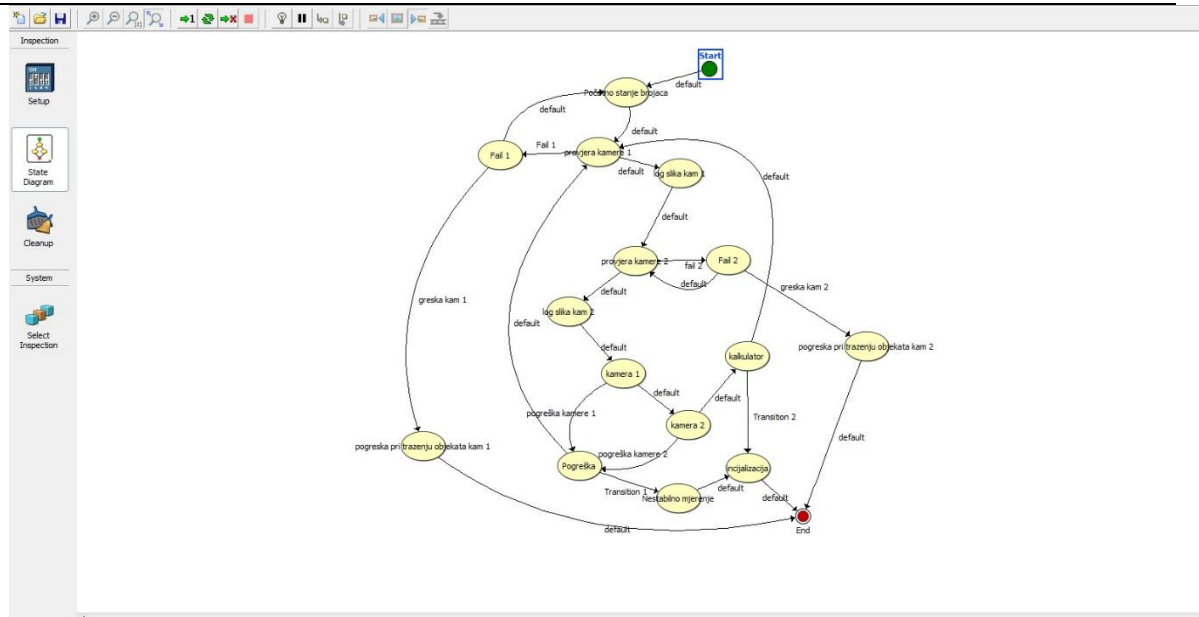 Inspection
Setup
State
Diagram
Cleanup
System
Select
Inspection
Start
default
Početno stanje brojaca
default
default
Fail 1
Fail 1
provjera kamere 1
default
log slika kam 1
default
default
provjera kamere 2
fail 2
Fail 2
default
default
greska kam 2
greska kam 1
log slika kam 2
default
default
kalkulator
pogreska pri trazenju objekata kam 2
kamera 1
default
default
pogreška kamere 1
Transition 2
kamera 2
default
pogreska pri trazenju objekata kam 1
pogreška kamere 2
Pogreška
incijalizacija
Transition 1
default
Nestabilno mjerenje
default
default
End